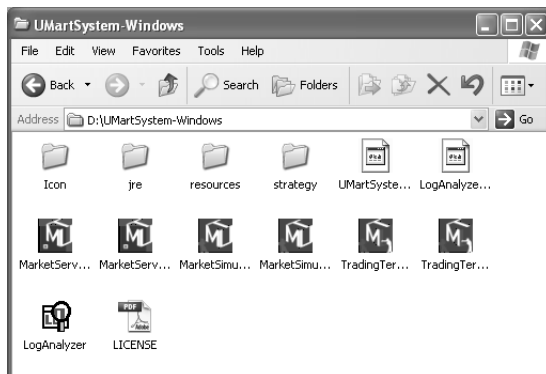 UMartSystem-Windows
File Edit View Favorites Tools Help
Back Search Folders
Address D:\UMartSystem-Windows Go
Icon jre resources strategy UMartSyste... LogAnalyze...
MarketServ... MarketServ... MarketSimu... MarketSimu... TradingTer... TradingTer...
PDF
Adobe
LogAnalyzer LICENSE